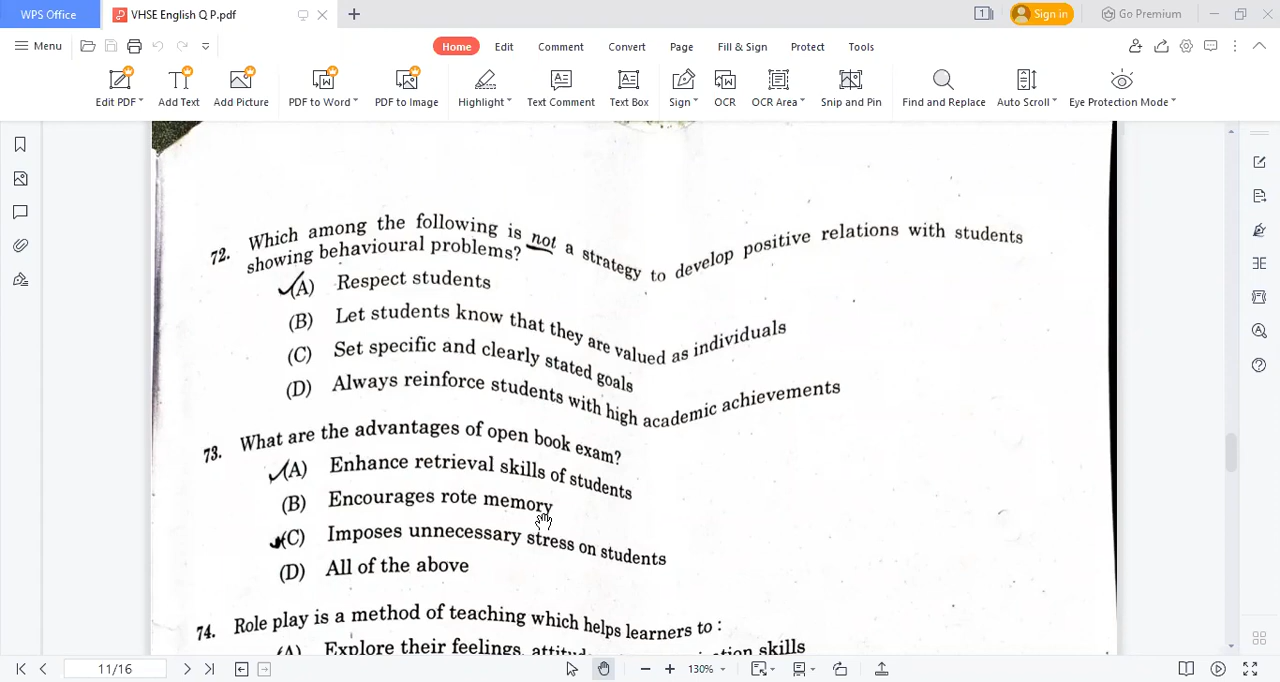 WPS Office
VHSE English Q P.pdf
1
Sign in
Go Premium
Menu
Home
Edit
Comment
Convert
Page
Fill & Sign
Protect
Tools
Edit PDF
Add Text
Add Picture
PDF to Word
PDF to Image
Highlight
Text Comment
Text Box
Sign
OCR
OCR Area
Snip and Pin
Find and Replace
Auto Scroll
Eye Protection Mode
72. Which among the following is not a strategy to develop positive relations with students
showing behavioural problems?
(A) Respect students
(B) Let students know that they are valued as individuals
(C) Set specific and clearly stated goals
(D) Always reinforce students with high academic achievements
73. What are the advantages of open book exam?
(A) Enhance retrieval skills of students
(B) Encourages rote memory
(C) Imposes unnecessary stress on students
(D) All of the above
74. Role play is a method of teaching which helps learners to :
(A) Explore their feelings, skills
11/16
130%